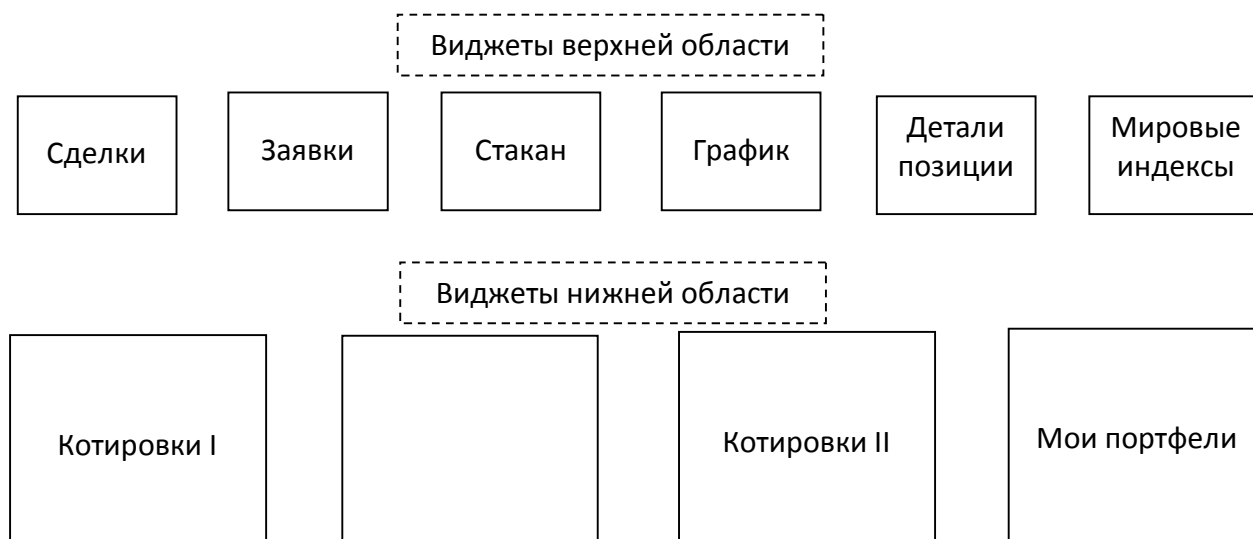 Виджеты верхней области
Сделки
Заявки
Стакан
График
Детали
позиции
Мировые
индексы
Виджеты нижней области
Котировки I
Котировки II
Мои портфели